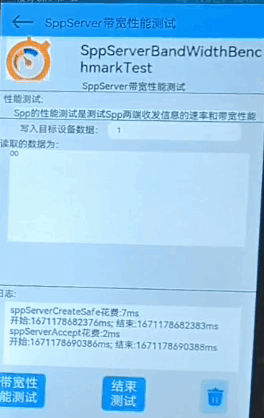 SppServer带宽性能测试
SppServerBandWidthBenc
hmarkTest
SppServer带宽性能测试
性能测试:
Spp的性能测试是测试Spp两端收发信息的速率和带宽性能
写入目标设备数据: 1
读取的数据为:
00
日志:
sppServerCreateSafe花费:7ms
开始:1671178682376ms; 结束:1671178682383ms
sppServerAccept花费:2ms
开始:1671178690386ms; 结束:1671178690388ms
带宽性
能测试
结束
测试